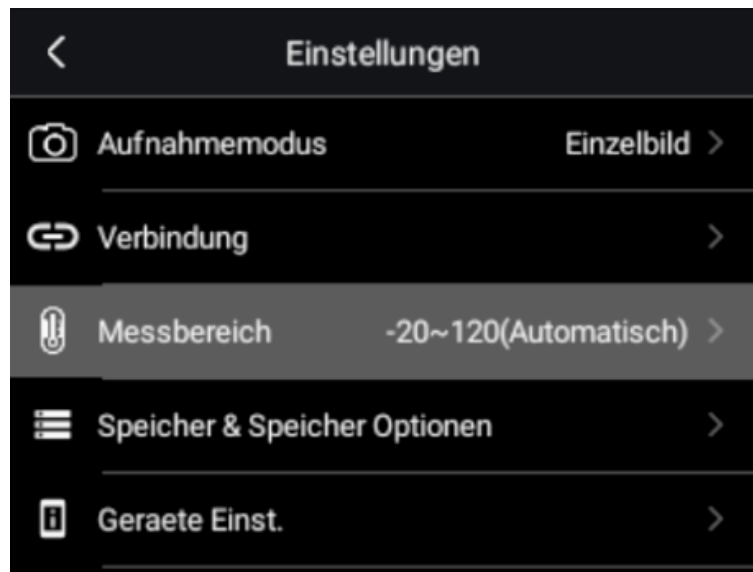 Einstellungen
Aufnahmemodus Einzelbild
Verbindung
Messbereich -20~120(Automatisch)
Speicher & Speicher Optionen
Geraete Einst.